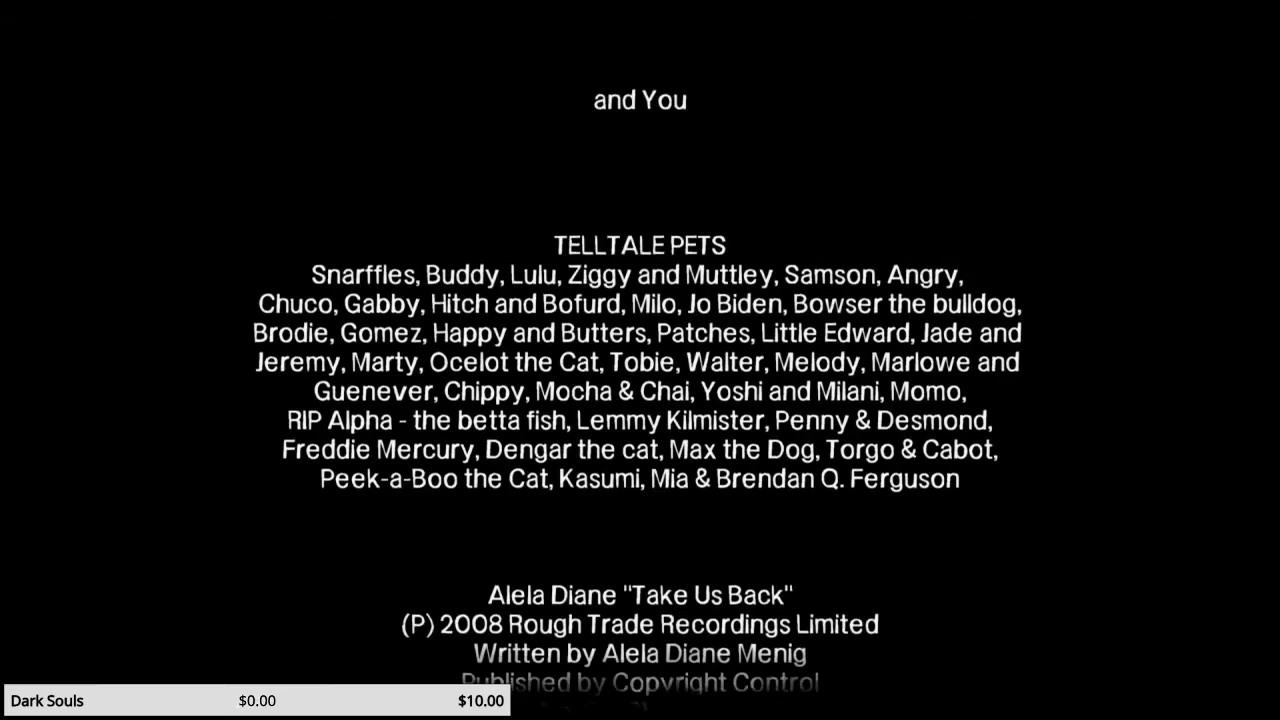 and You
TELLTALE PETS
Snarffles, Buddy, Lulu, Ziggy and Muttley, Samson, Angry,
Chuco, Gabby, Hitch and Bofurd, Milo, Jo Biden, Bowser the bulldog,
Brodie, Gomez, Happy and Butters, Patches, Little Edward, Jade and
Jeremy, Marty, Ocelot the Cat, Tobie, Walter, Melody, Marlowe and
Guenever, Chippy, Mocha & Chai, Yoshi and Milani, Momo,
RIP Alpha - the betta fish, Lemmy Kilmister, Penny & Desmond,
Freddie Mercury, Dengar the cat, Max the Dog, Torgo & Cabot,
Peek-a-Boo the Cat, Kasumi, Mia & Brendan Q. Ferguson
Alela Diane "Take Us Back"
(P) 2008 Rough Trade Recordings Limited
Written by Alela Diane Menig
Published by Copyright Control
Dark Souls $0.00 $10.00